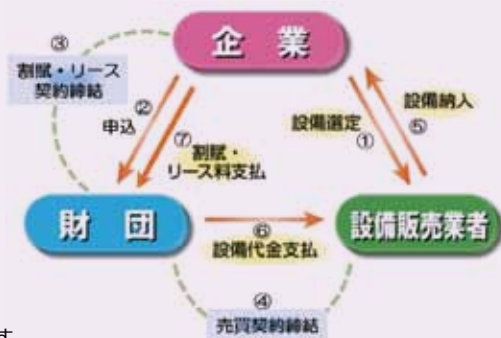 企業
③
割賦・リース
契約締結
②
申込
⑦
割賦・
リース料支払
設備選定
①
設備納入
⑤
財団
⑥
設備代金支払
設備販売業者
④
売買契約締結
す